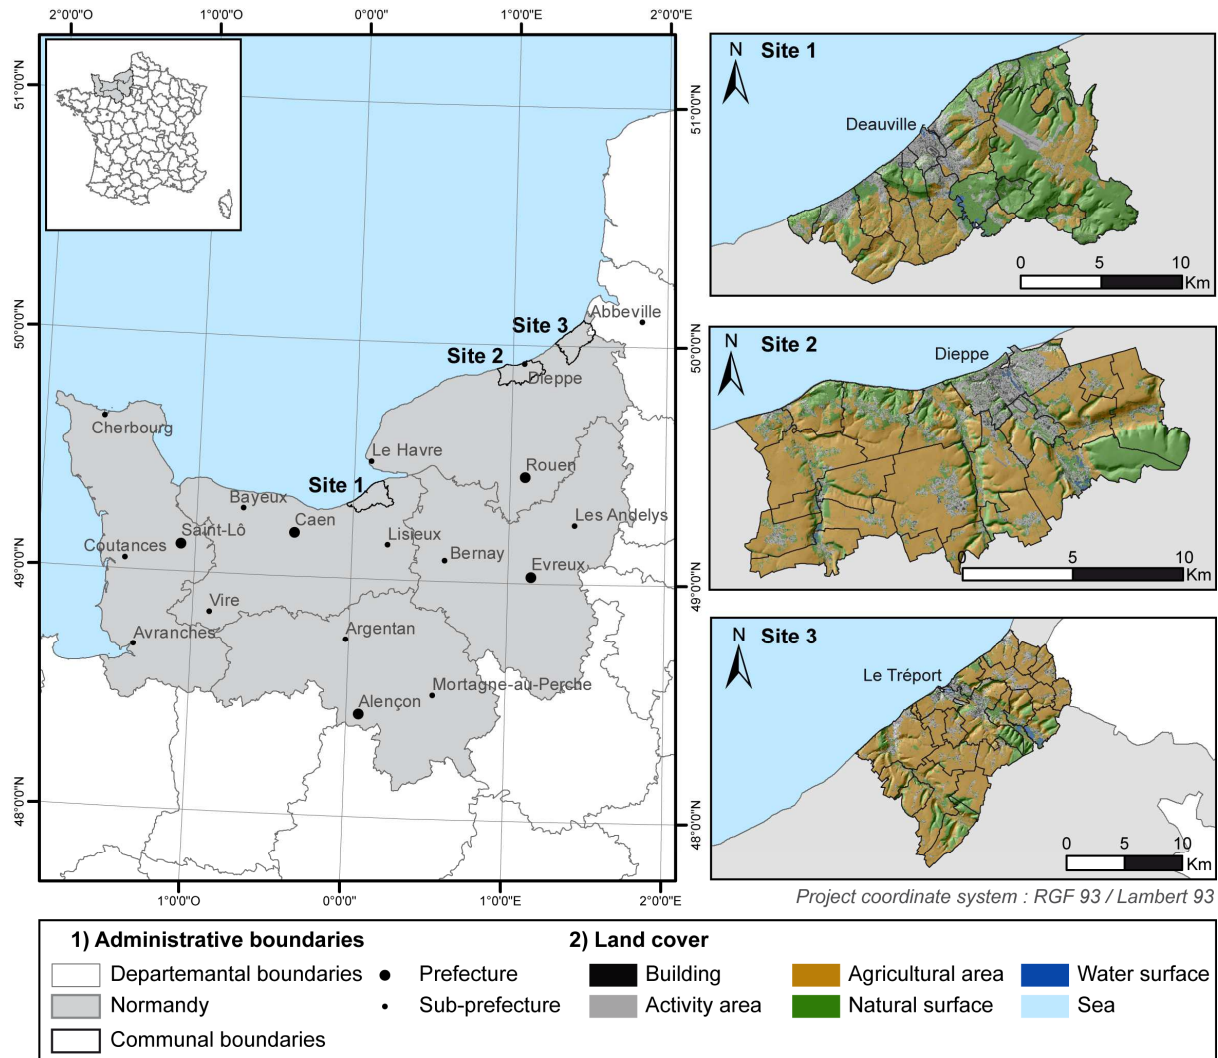 2°0'0"O 1°0'0"O 0°0'0" 1°0'0"E 2°0'0"E
51°0'0"N
51°0'0"N
50°0'0"N
50°0'0"N
49°0'0"N
49°0'0"N
48°0'0"N
48°0'0"N
Abbeville
Site 3
Site 2
Dieppe
Cherbourg
Le Havre
Rouen
Site 1
Bayeux
Les Andelys
Caen
Saint-Lô
Lisieux
Coutances
Bernay
Evreux
Vire
Argentan
Avranches
Mortagne-au-Perche
Alençon
1°0'0"O 0°0'0" 1°0'0"E 2°0'0"E
N Site 1
Deauville
0 5 10
Km
N Site 2
Dieppe
0 5 10
Km
N Site 3
Le Tréport
0 5 10
Km
Project coordinate system : RGF 93 / Lambert 93
1) Administrative boundaries
Departemantal boundaries
Normandy
Communal boundaries
Prefecture
Sub-prefecture
2) Land cover
Building
Activity area
Agricultural area
Natural surface
Water surface
Sea